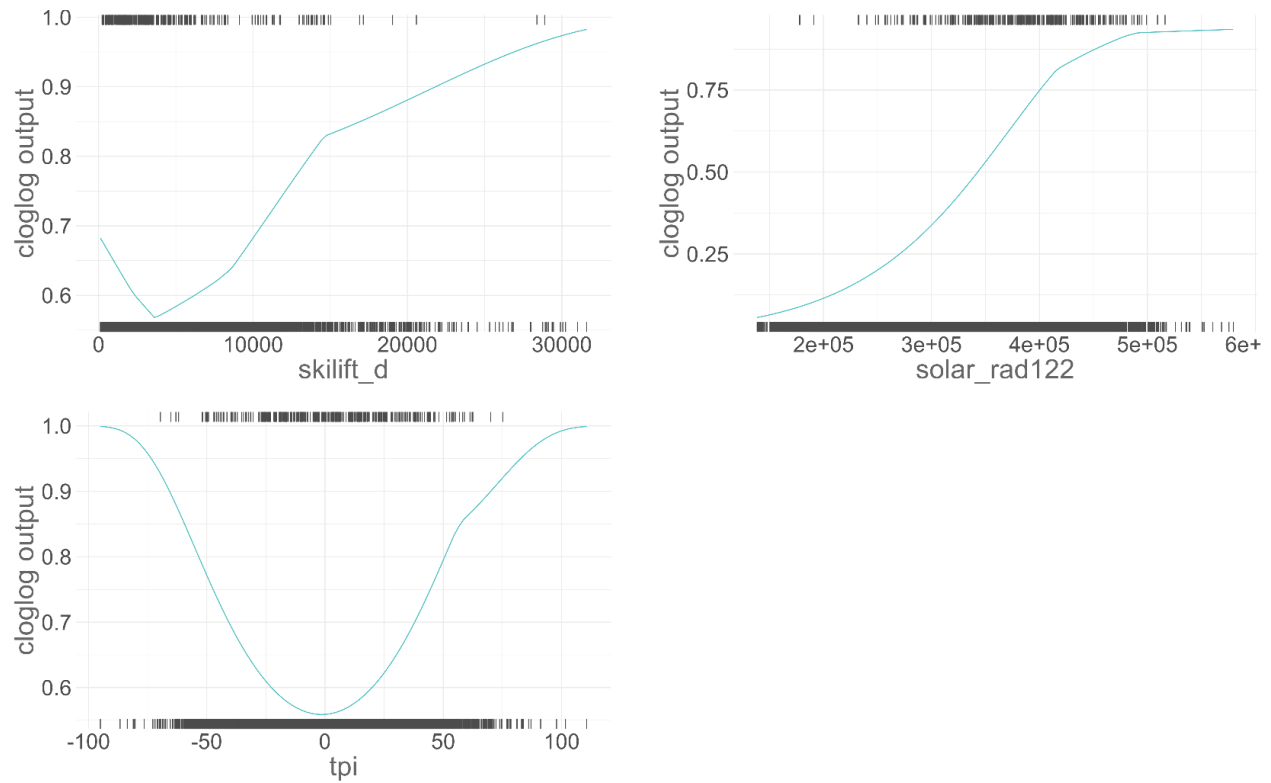 cloglog output
1.0
0.9
0.8
0.7
0.6
0 10000 20000 30000
skilift_d
cloglog output
0.75
0.50
0.25
2e+05 3e+05 4e+05 5e+05 6e+
solar_rad122
cloglog output
1.0
0.9
0.8
0.7
0.6
-100 -50 0 50 100
tpi